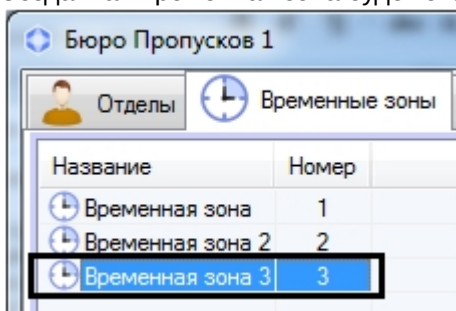 Бюро Пропусков 1
Отделы Временные зоны
Название Номер
Временная зона 1
Временная зона 2 2
Временная зона 3 3